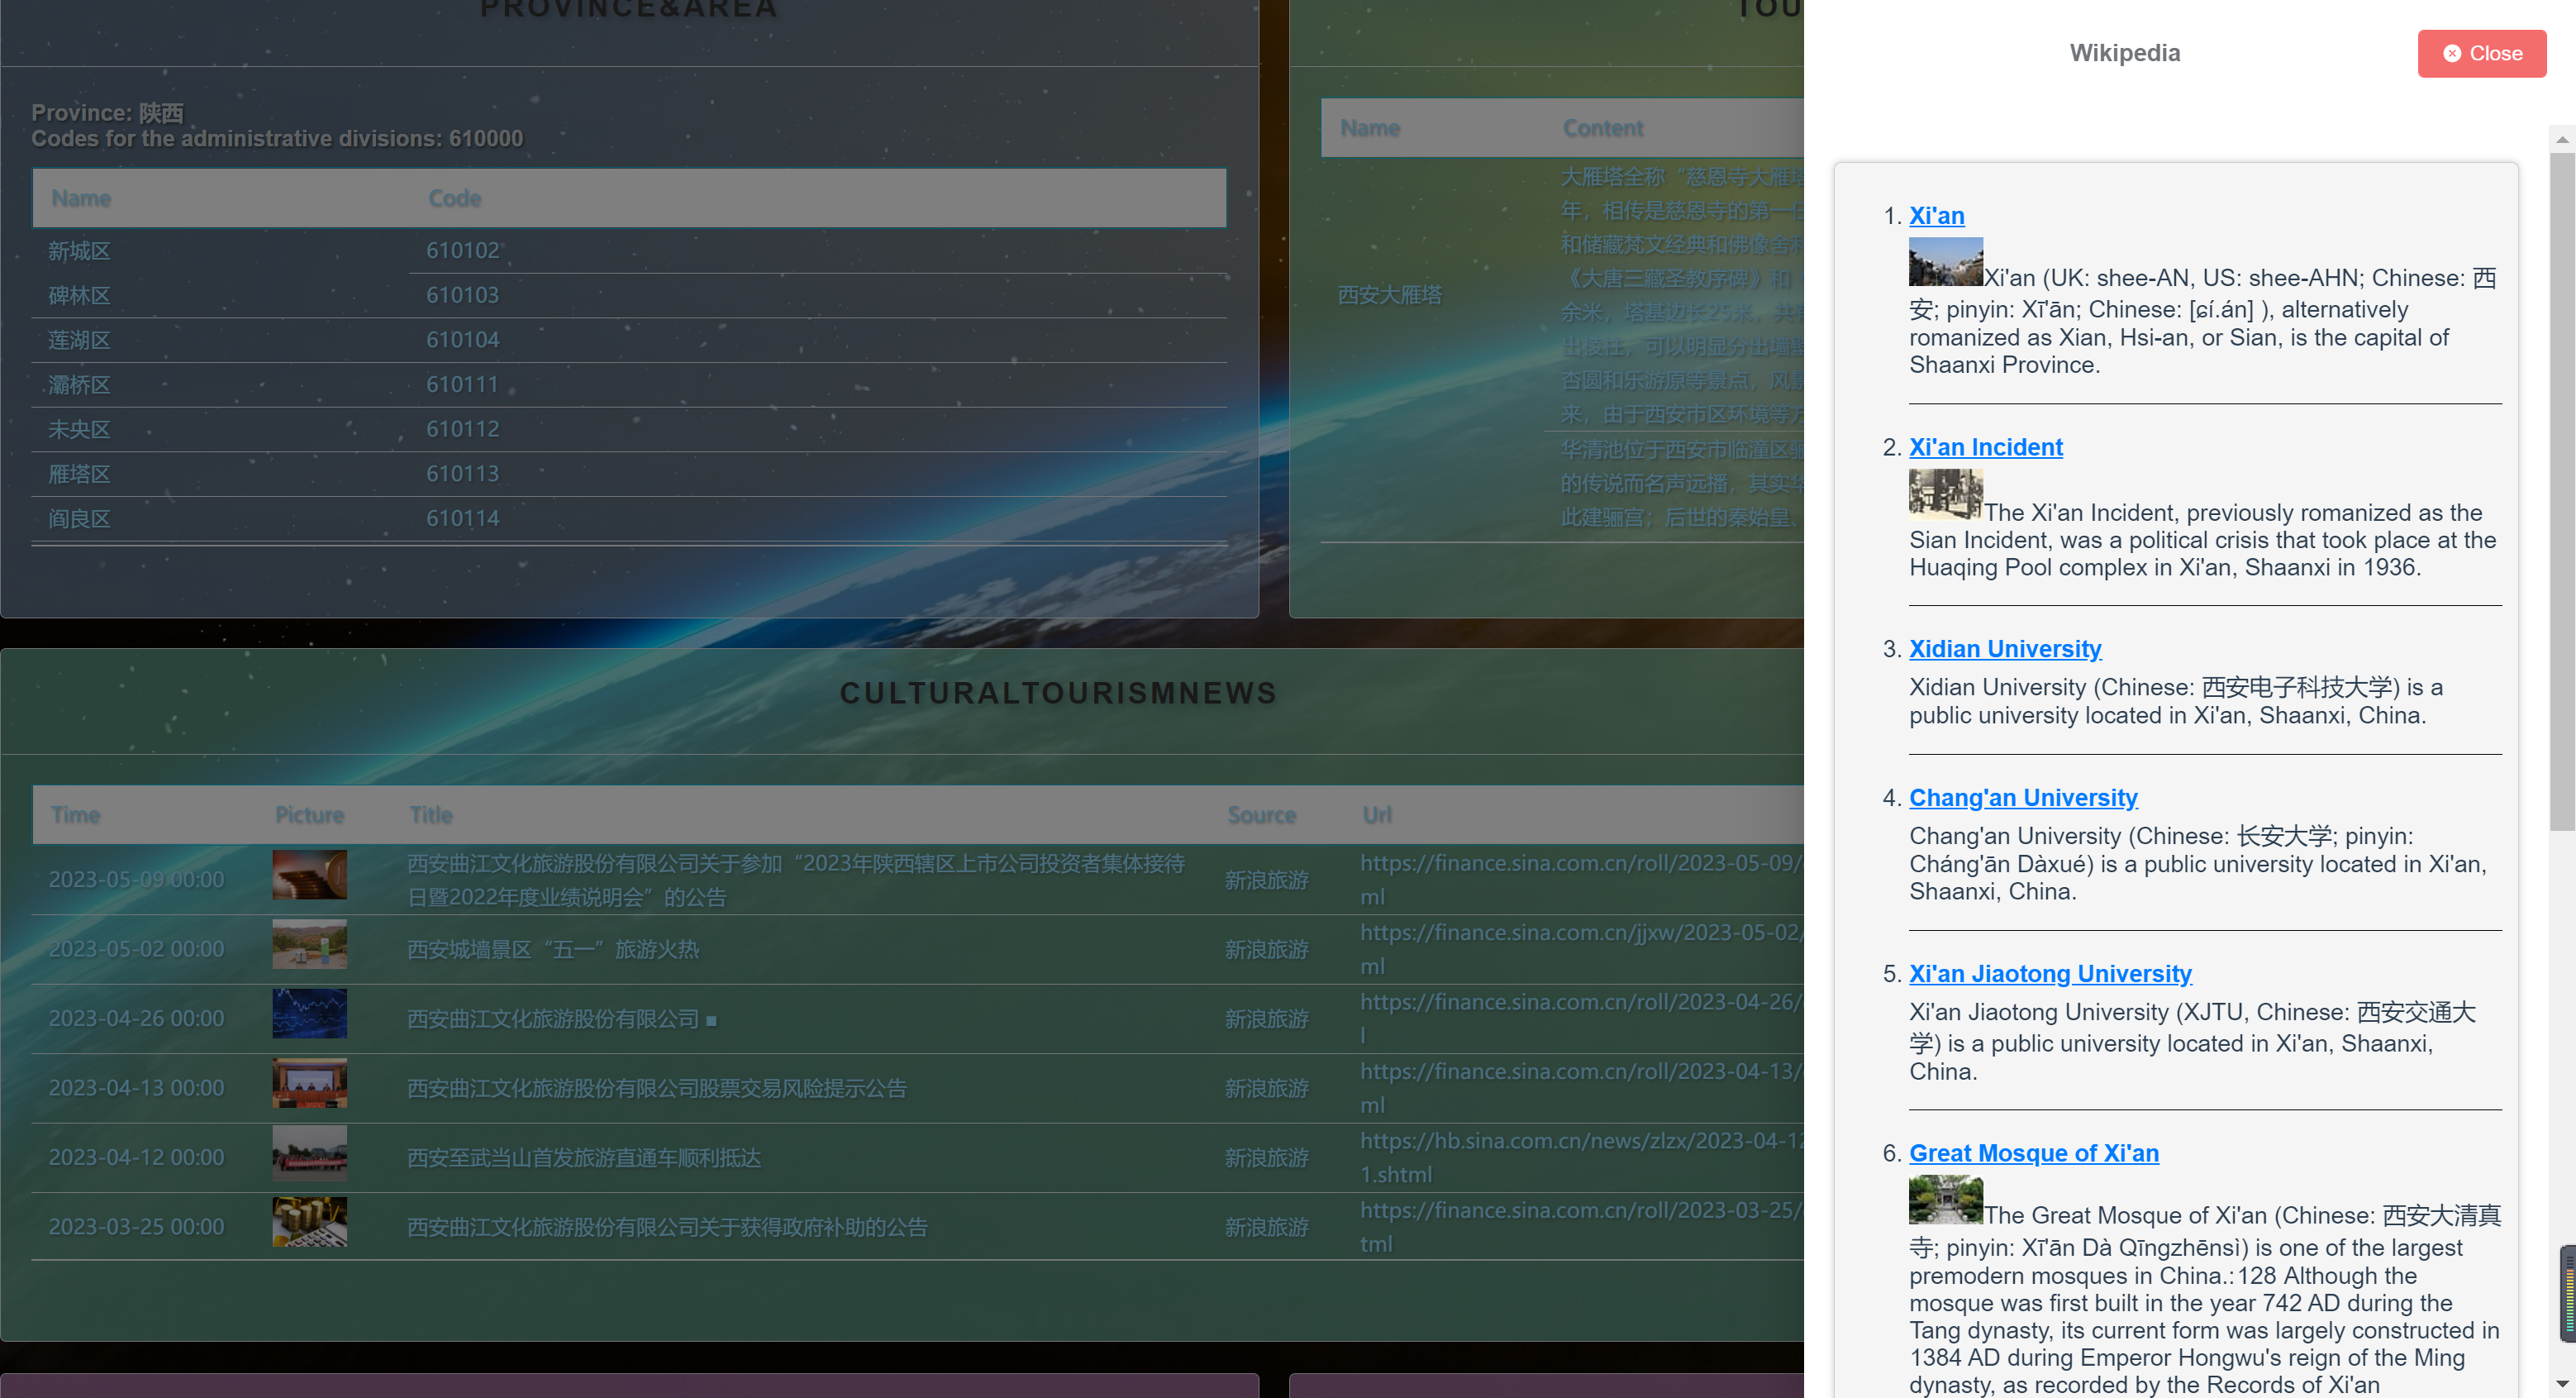 PROVINCE&AREA
Province: 陕西
Codes for the administrative divisions: 610000
Name Code
新城区 610102
碑林区 610103
莲湖区 610104
灞桥区 610111
未央区 610112
雁塔区 610113
阎良区 610114
TOU
Name Content
大雁塔全称“慈恩寺大雁塔
年，相传是慈恩寺的第一任
和储藏梵文经典和佛像舍利
《大唐三藏圣教序碑》和
西安大雁塔
余米，塔基边长25米，共有
出棱柱，可以明显分出墙壁
杏圆和乐游原等景点，风景
来，由于西安市区环境等方
华清池位于西安市临潼区骊
的传说而名声远播，其实华
此建骊宫；后世的秦始皇、
CULTURALTOURISMNEWS
Time Picture Title Source Url
2023-05-09 00:00 西安曲江文化旅游股份有限公司关于参加“2023年陕西辖区上市公司投资者集体接待
日暨2022年度业绩说明会”的公告 新浪旅游 https://finance.sina.com.cn/roll/2023-05-09/
ml
2023-05-02 00:00 西安城墙景区“五一”旅游火热 新浪旅游 https://finance.sina.com.cn/jjxw/2023-05-02/
ml
2023-04-26 00:00 西安曲江文化旅游股份有限公司 ■ 新浪旅游 https://finance.sina.com.cn/roll/2023-04-26/
l
2023-04-13 00:00 西安曲江文化旅游股份有限公司股票交易风险提示公告 新浪旅游 https://finance.sina.com.cn/roll/2023-04-13/
ml
2023-04-12 00:00 西安至武当山首发旅游直通车顺利抵达 新浪旅游 https://hb.sina.com.cn/news/zlzx/2023-04-12
1.shtml
2023-03-25 00:00 西安曲江文化旅游股份有限公司关于获得政府补助的公告 新浪旅游 https://finance.sina.com.cn/roll/2023-03-25/
tml
Wikipedia
Close
1. Xi'an
Xi'an (UK: shee-AN, US: shee-AHN; Chinese: 西
安; pinyin: Xī'ān; Chinese: [ɕí.án] ), alternatively
romanized as Xian, Hsi-an, or Sian, is the capital of
Shaanxi Province.
2. Xi'an Incident
The Xi'an Incident, previously romanized as the
Sian Incident, was a political crisis that took place at the
Huaqing Pool complex in Xi'an, Shaanxi in 1936.
3. Xidian University
Xidian University (Chinese: 西安电子科技大学) is a
public university located in Xi'an, Shaanxi, China.
4. Chang'an University
Chang'an University (Chinese: 长安大学; pinyin:
Cháng'ān Dàxué) is a public university located in Xi'an,
Shaanxi, China.
5. Xi'an Jiaotong University
Xi'an Jiaotong University (XJTU, Chinese: 西安交通大
学) is a public university located in Xi'an, Shaanxi,
China.
6. Great Mosque of Xi'an
The Great Mosque of Xi'an (Chinese: 西安大清真
寺; pinyin: Xī'ān Dà Qīngzhēnsì) is one of the largest
premodern mosques in China.:128 Although the
mosque was first built in the year 742 AD during the
Tang dynasty, its current form was largely constructed in
1384 AD during Emperor Hongwu's reign of the Ming
dynasty, as recorded by the Records of Xi'an